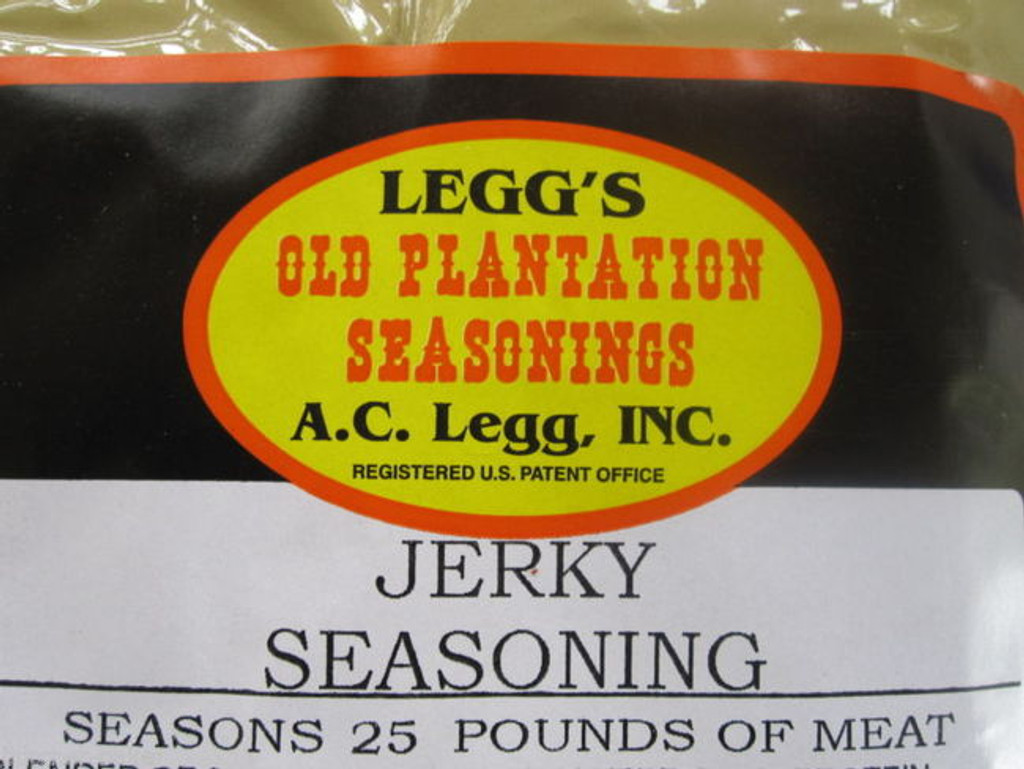 LEGG'S
OLD PLANTATION
SEASONINGS
A.C. Legg, INC.
REGISTERED U.S. PATENT OFFICE
JERKY
SEASONING
SEASONS 25 POUNDS OF MEAT